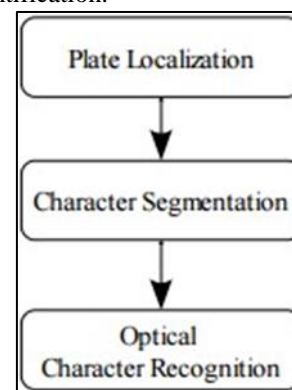 Plate Localization
Character Segmentation
Optical
Character Recognition